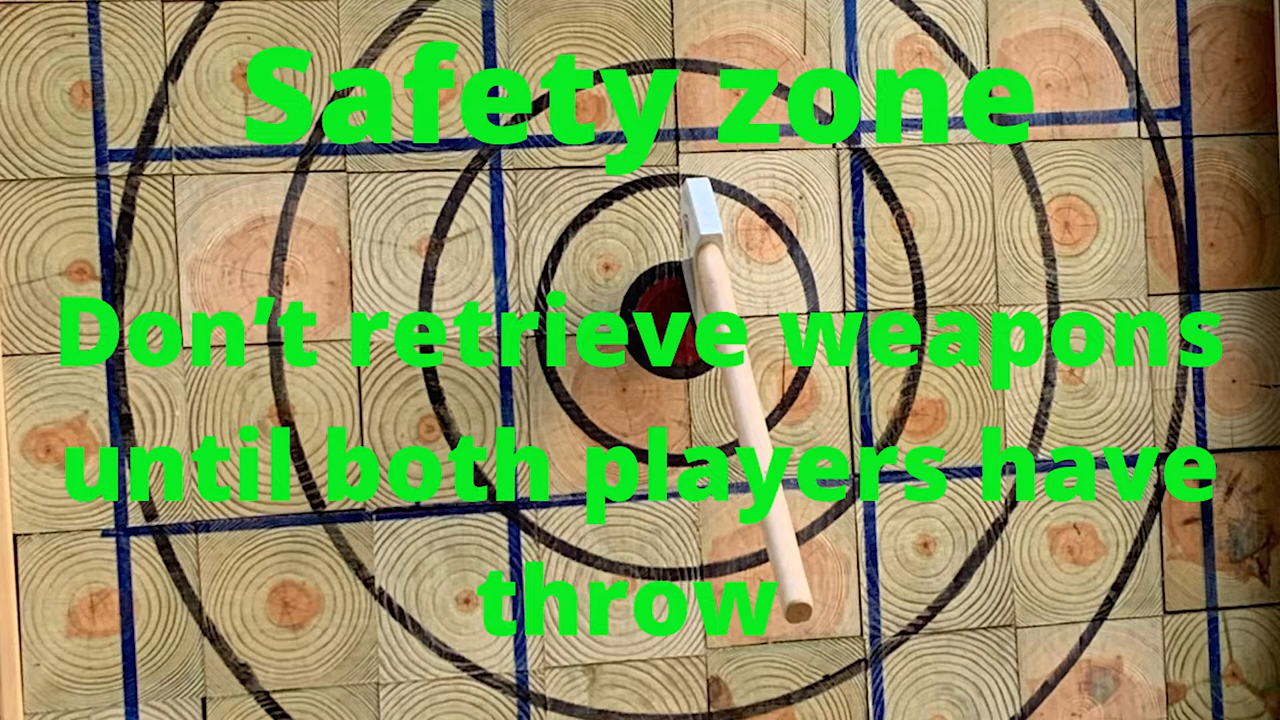 Safety zone
Don’t retrieve weapons
until both players have
throw